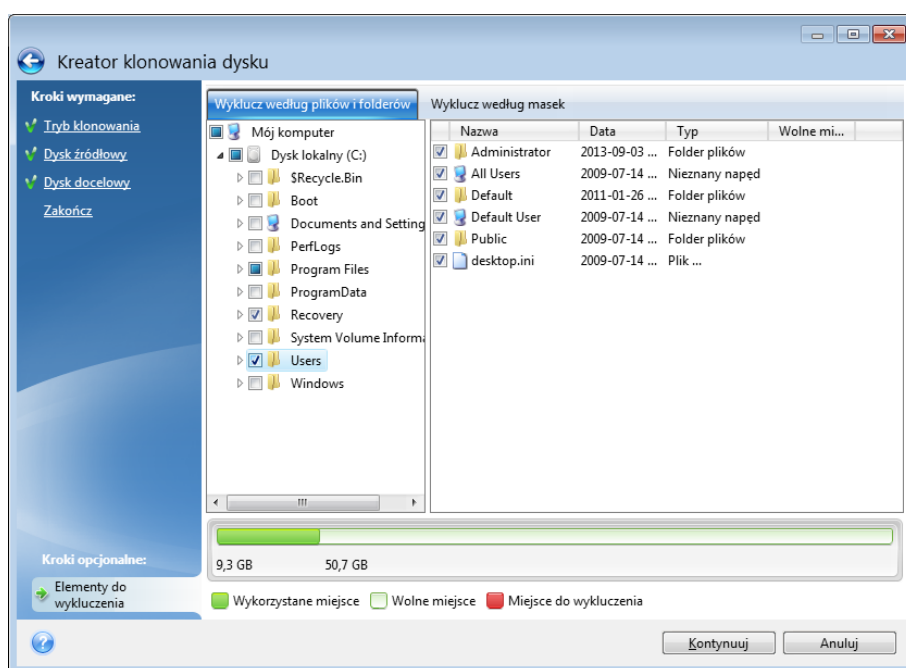 Kreator klonowania dysku
Kroki wymagane:
Tryb klonowania
Dysk źródłowy
Dysk docelowy
Zakończ
Wyklucz według plików i folderów
Wyklucz według masek
Mój komputer
Dysk lokalny (C:)
$Recycle.Bin
Boot
Documents and Setting
PerfLogs
Program Files
ProgramData
Recovery
System Volume Inform
Users
Windows
Nazwa Data Typ Wolne mi...
Administrator 2013-09-03 ... Folder plików
All Users 2009-07-14 ... Nieznany napęd
Default 2011-01-26 ... Folder plików
Default User 2009-07-14 ... Nieznany napęd
Public 2009-07-14 ... Folder plików
desktop.ini 2009-07-14 ... Plik ...
9,3 GB 50,7 GB
Wykorzystane miejsce Wolne miejsce Miejsce do wykluczenia
Kroki opcjonalne:
Elementy do
wykluczenia
Kontynuuj Anuluj